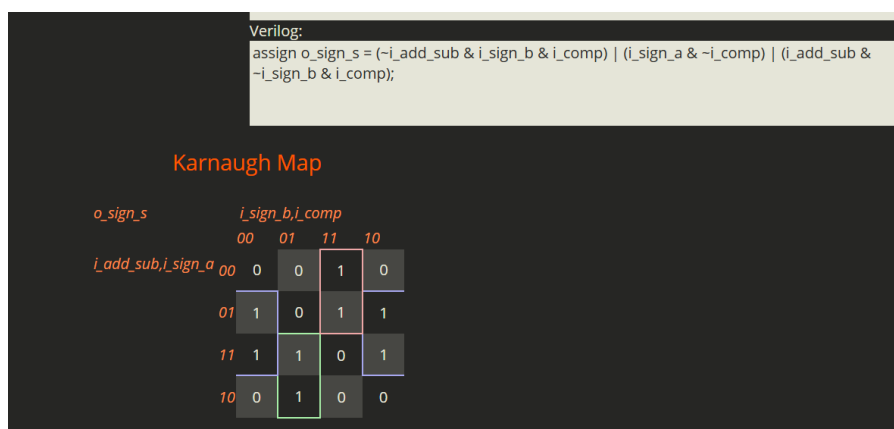 Verilog:
assign o_sign_s = (~i_add_sub & i_sign_b & i_comp) | (i_sign_a & ~i_comp) | (i_add_sub &
~i_sign_b & i_comp);
Karnaugh Map
o_sign_s i_sign_b,i_comp
00 01 11 10
i_add_sub,i_sign_a 00 0 0 1 0
01 1 0 1 1
11 1 1 0 1
10 0 1 0 0